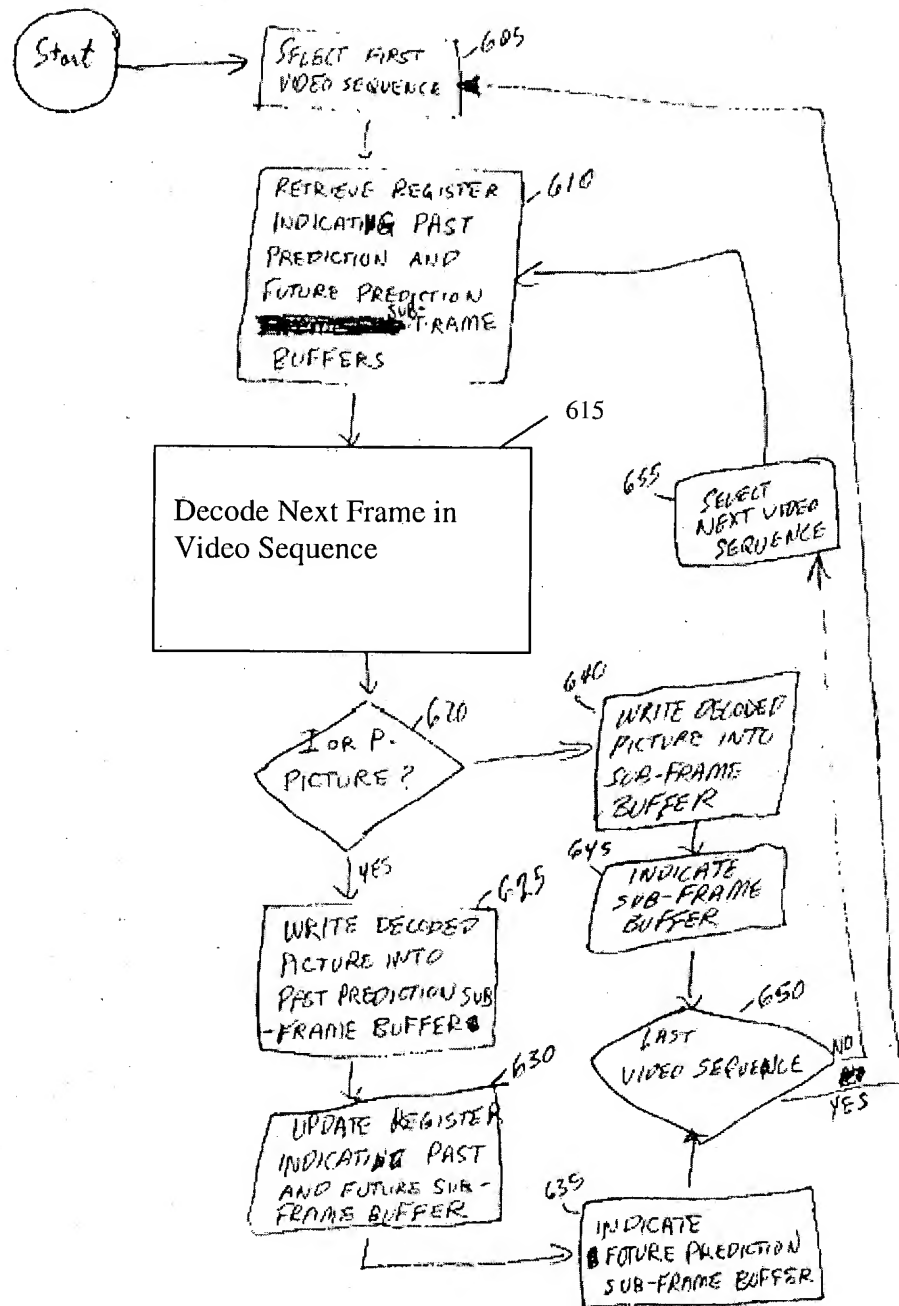 Start
605
SELECT FIRST
VIDEO SEQUENCE
610
RETRIEVE REGISTER
INDICATING PAST
PREDICTION AND
FUTURE PREDICTION
SUB-
FRAME
BUFFERS
615
Decode Next Frame in
Video Sequence
655
SELECT
NEXT VIDEO
SEQUENCE
620
I OR P-
PICTURE?
640
WRITE DECODED
PICTURE INTO
SUB-FRAME
BUFFER
645
INDICATE
SUB-FRAME
BUFFER
YES
625
WRITE DECODED
PICTURE INTO
PAST PREDICTION SUB
-FRAME BUFFER
650
LAST
VIDEO SEQUENCE
NO
YES
630
UPDATE REGISTER
INDICATING PAST
AND FUTURE SUB-
FRAME BUFFER
635
INDICATE
FUTURE PREDICTION
SUB-FRAME BUFFER